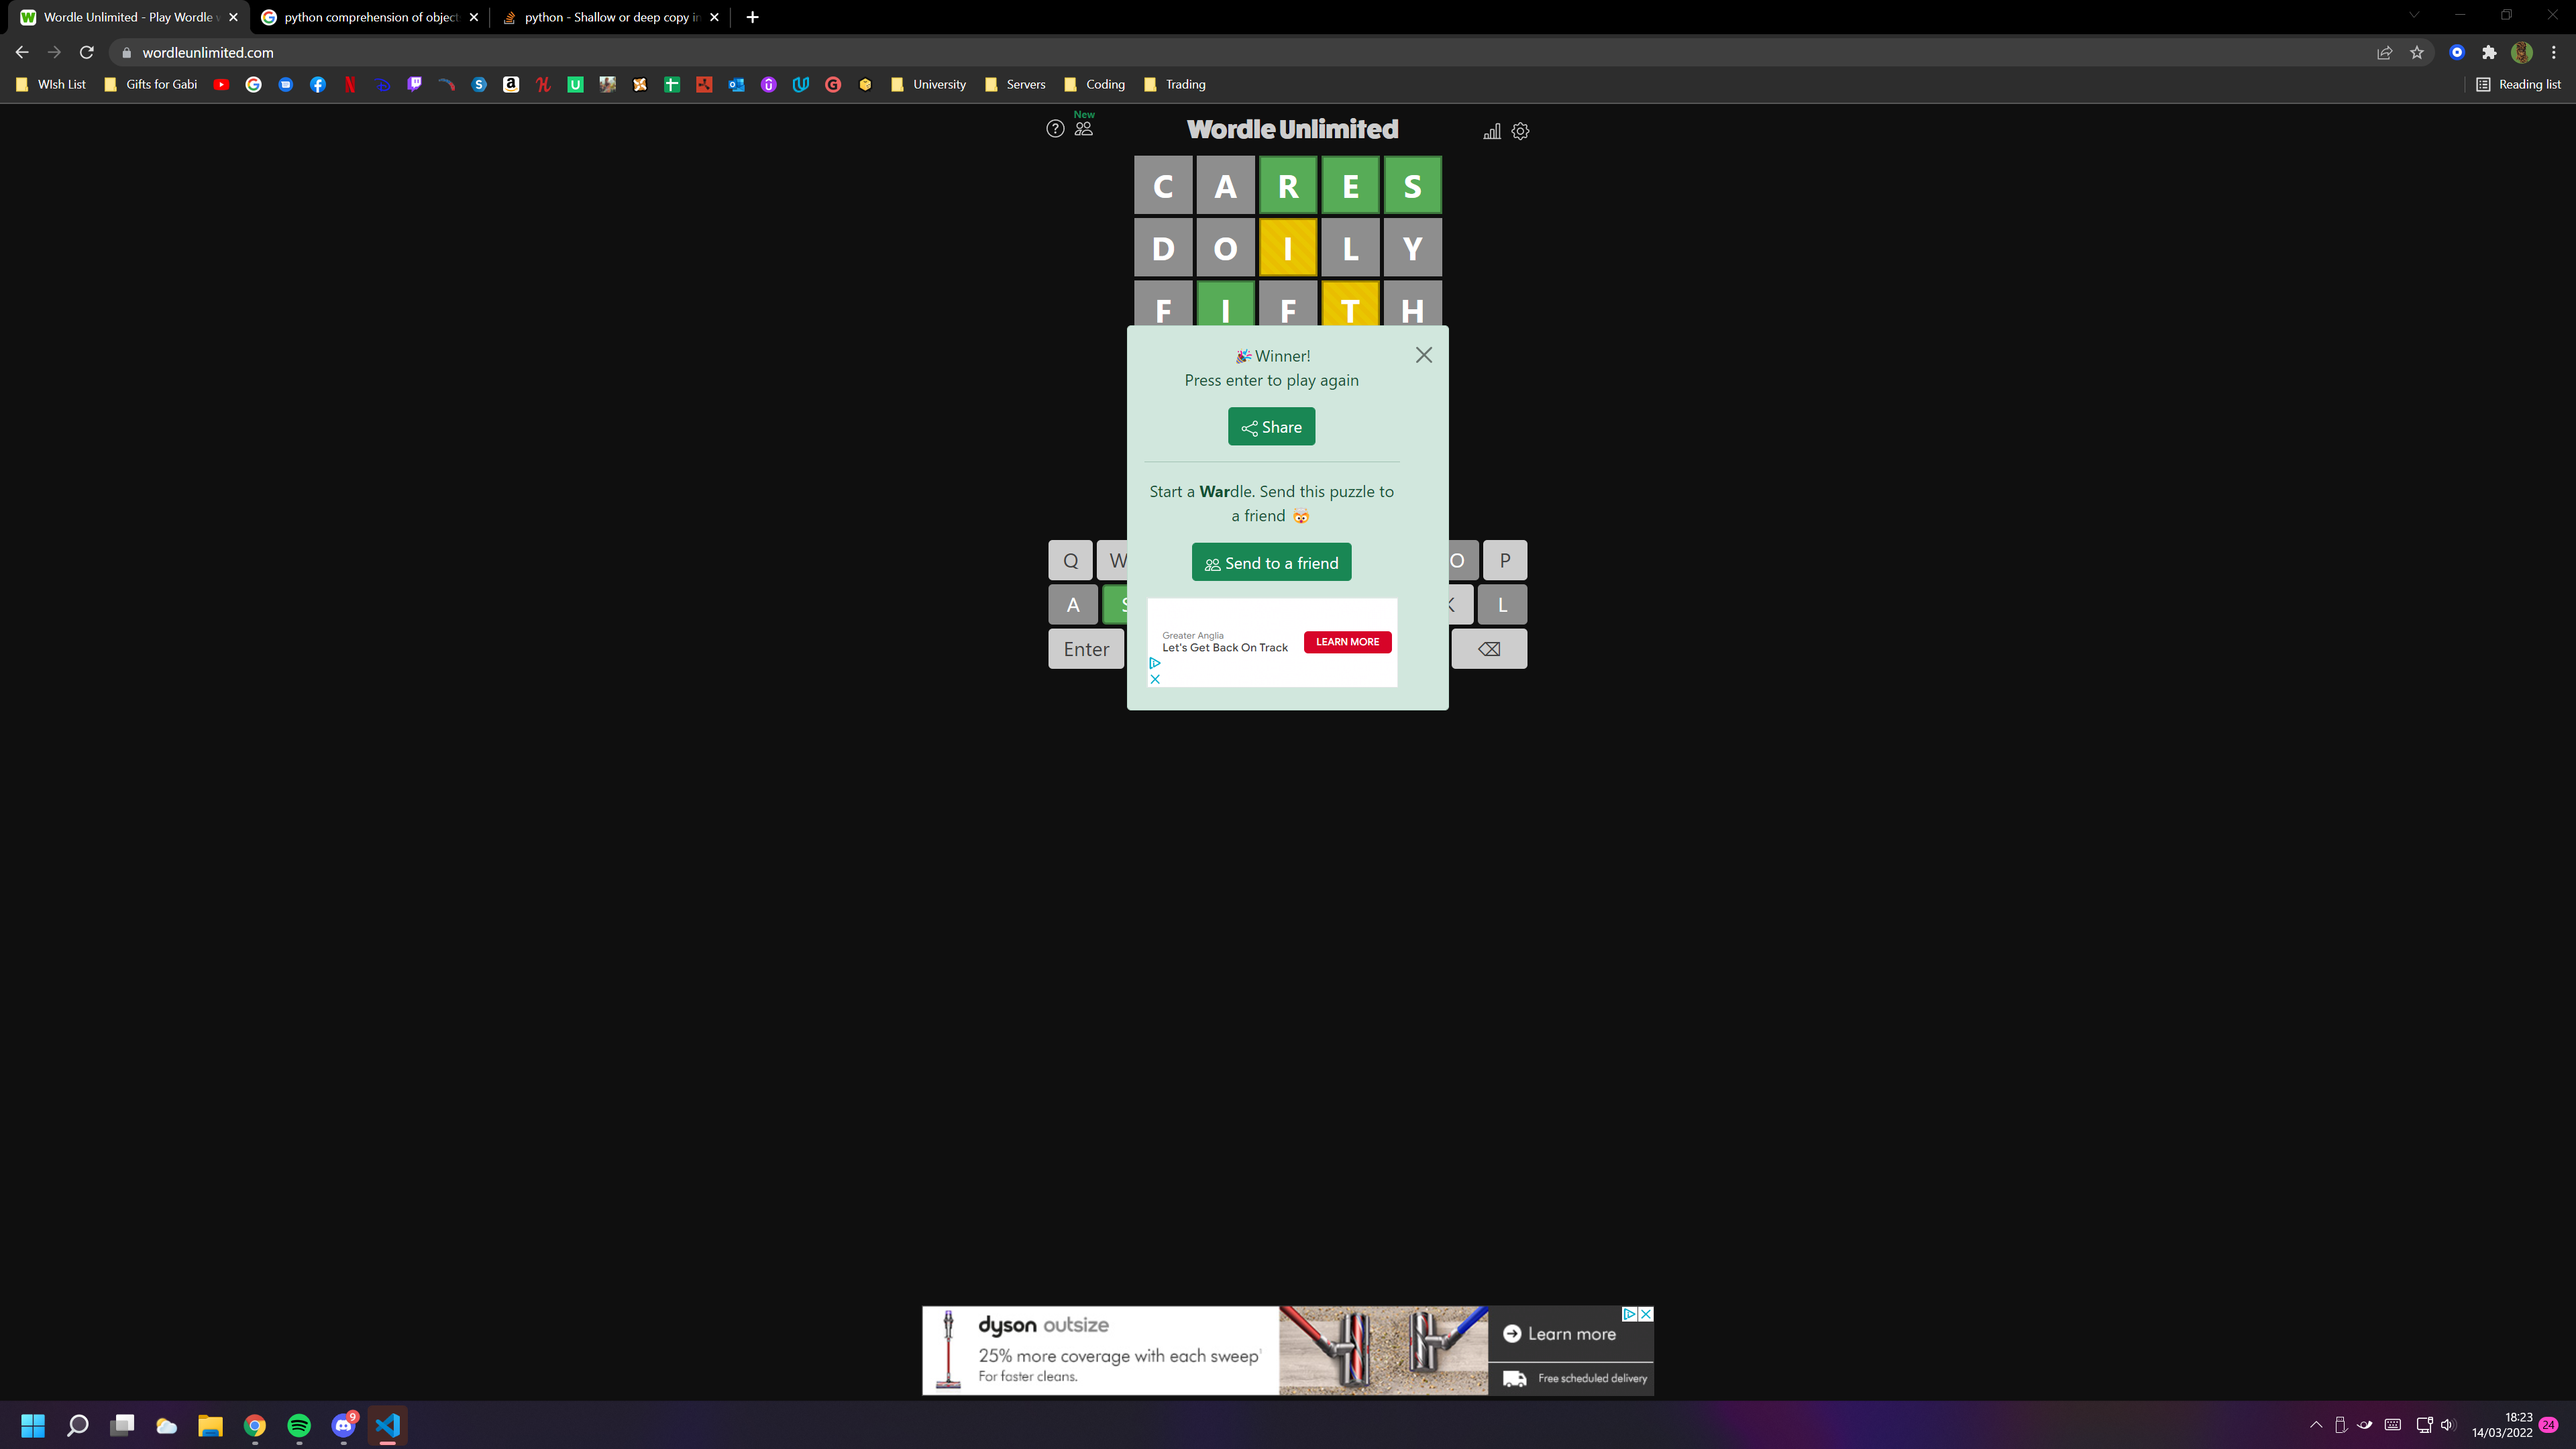 Wordle Unlimited - Play Wordle
python comprehension of object
python - Shallow or deep copy in
wordleunlimited.com
WIsh List
Gifts for Gabi
University
Servers
Coding
Trading
Reading list
New
Wordle Unlimited
C A R E S
D O I L Y
F I F T H
🎉Winner!
Press enter to play again
Share
Start a Wardle. Send this puzzle to
a friend 🤯
Send to a friend
Greater Anglia
Let's Get Back On Track
LEARN MORE
Q W O P
A S K L
Enter
dyson outsize
25% more coverage with each sweep¹
For faster cleans.
Learn more
Free scheduled delivery
9
18:23
14/03/2022
24